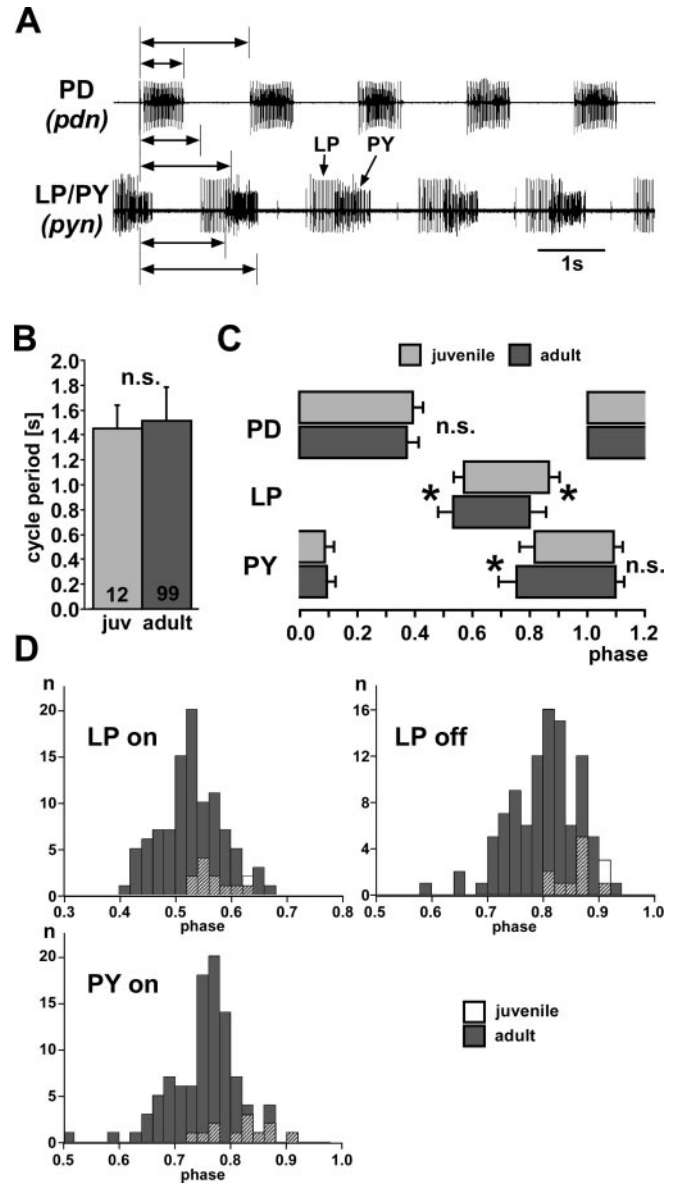 A
PD
(pdn)
LP PY
LP/PY
(pyn)
1s
B
cycle period [s]
2.0
1.8
1.6
1.4
1.2
1.0
0.8
0.6
0.4
0.2
0.0
n.s.
12 99
juv adult
C
juvenile adult
PD
n.s.
LP
* *
PY
* n.s.
0.0 0.2 0.4 0.6 0.8 1.0 1.2
phase
D
n
20
15
10
5
0
LP on
0.3 0.4 0.5 0.6 0.7 0.8
phase
n
16
12
8
4
0
LP off
0.5 0.6 0.7 0.8 0.9 1.0
phase
n
20
15
10
5
0
PY on
0.5 0.6 0.7 0.8 0.9 1.0
phase
juvenile
adult